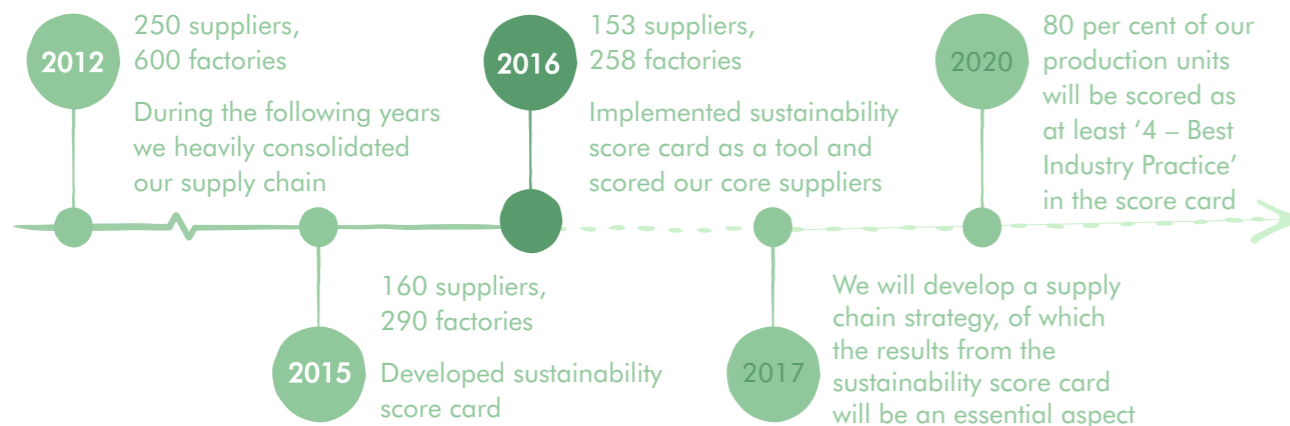 2012
250 suppliers,
600 factories
During the following years
we heavily consolidated
our supply chain
2015
160 suppliers,
290 factories
Developed sustainability
score card
2016
153 suppliers,
258 factories
Implemented sustainability
score card as a tool and
scored our core suppliers
2017
We will develop a supply
chain strategy, of which
the results from the
sustainability score card
will be an essential aspect
2020
80 per cent of our
production units
will be scored as
at least ‘4 – Best
Industry Practice’
in the score card